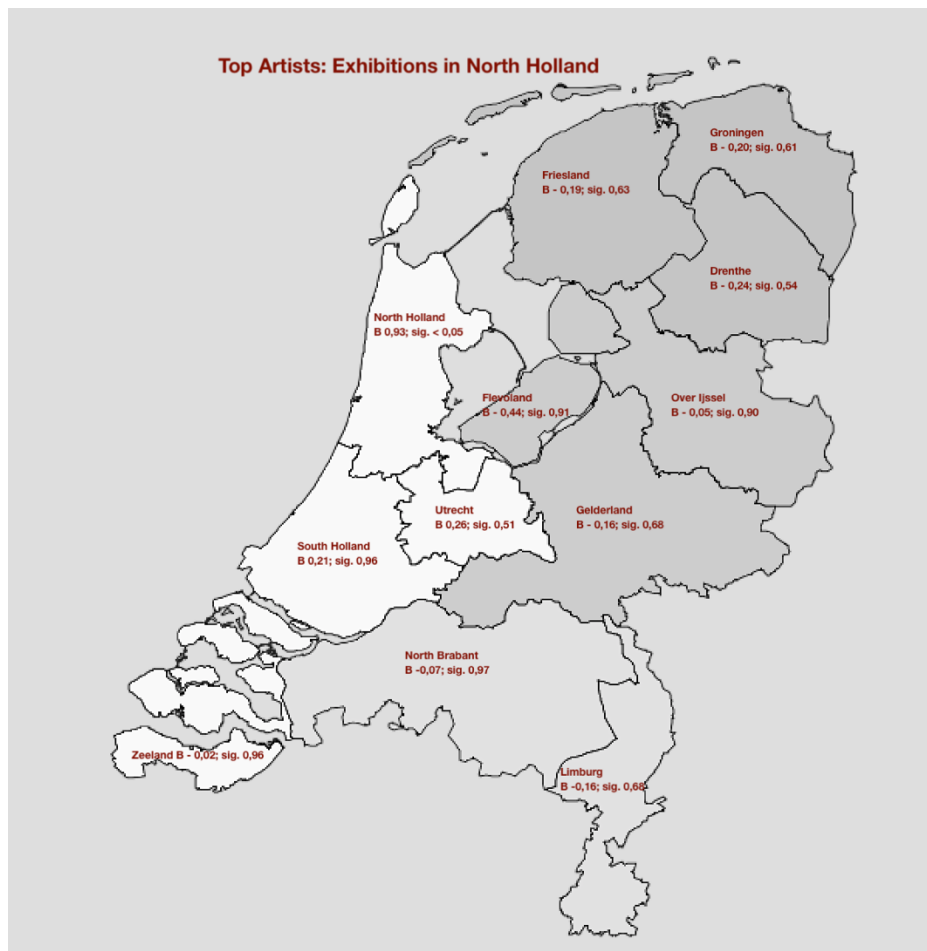 Top Artists: Exhibitions in North Holland
Groningen
B - 0,20; sig. 0,61
Friesland
B - 0,19; sig. 0,63
Drenthe
B - 0,24; sig. 0,54
North Holland
B 0,93; sig. < 0,05
Flevoland
B - 0,44; sig. 0,91
Over Ijssel
B - 0,05; sig. 0,90
Utrecht
B 0,26; sig. 0,51
Gelderland
B - 0,16; sig. 0,68
South Holland
B 0,21; sig. 0,96
North Brabant
B -0,07; sig. 0,97
Zeeland B - 0,02; sig. 0,96
Limburg
B -0,16; sig. 0,68